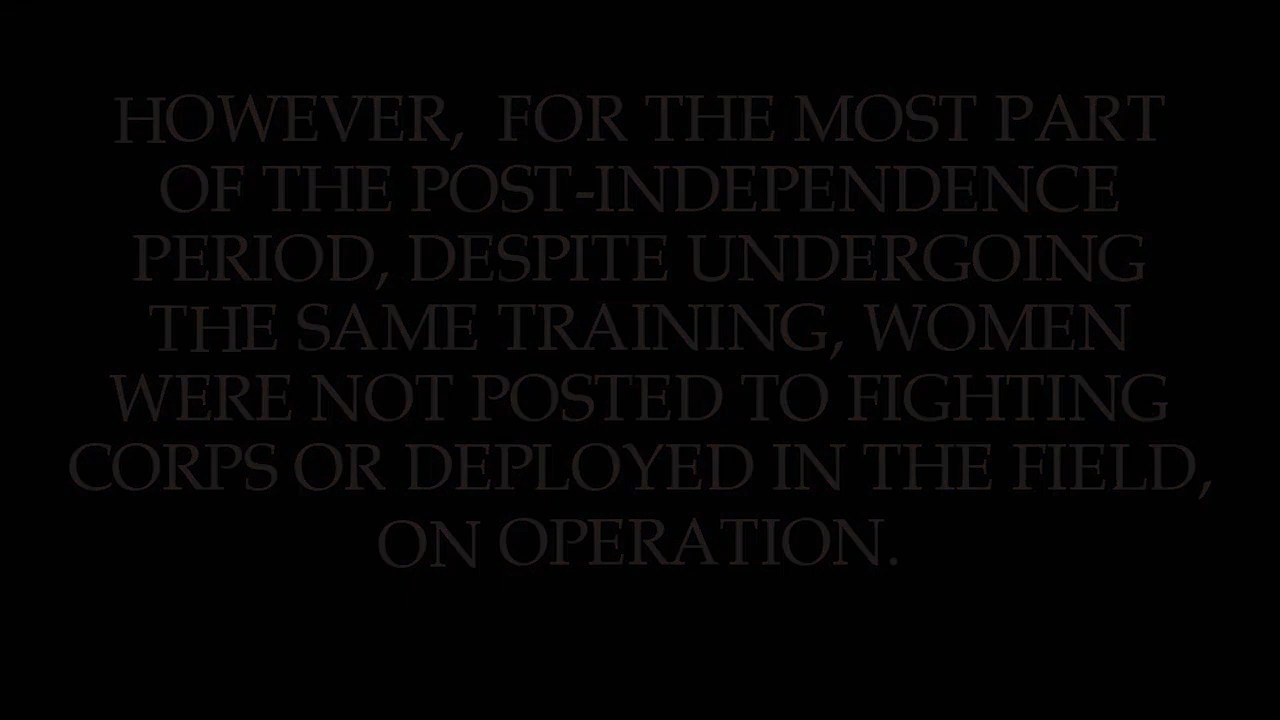 HOWEVER,  FOR THE MOST PART
OF THE POST-INDEPENDENCE
PERIOD, DESPITE UNDERGOING
THE SAME TRAINING, WOMEN
WERE NOT POSTED TO FIGHTING
CORPS OR DEPLOYED IN THE FIELD,
ON OPERATION.